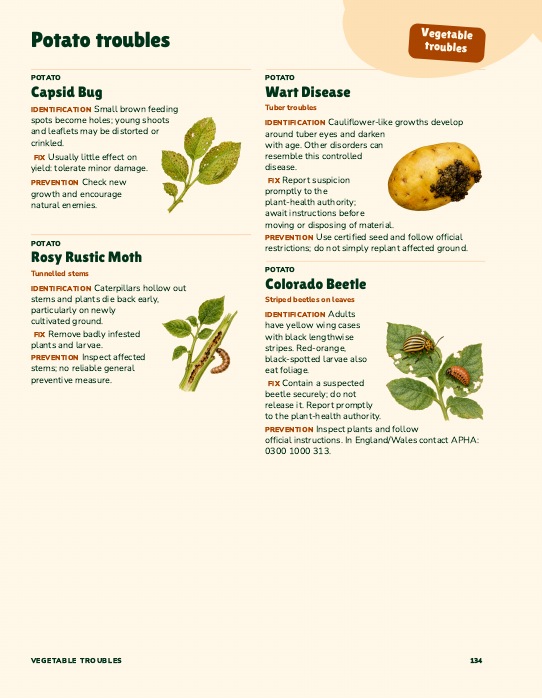 Potato troubles
Vegetable
troubles
POTATO
Capsid Bug
IDENTIFICATION Small brown feeding
spots become holes; young shoots
and leaflets may be distorted or
crinkled.
FIX Usually little effect on
yield: tolerate minor damage.
PREVENTION Check new
growth and encourage
natural enemies.
POTATO
Rosy Rustic Moth
Tunnelled stems
IDENTIFICATION Caterpillars hollow out
stems and plants die back early,
particularly on newly
cultivated ground.
FIX Remove badly infested
plants and larvae.
PREVENTION Inspect affected
stems; no reliable general
preventive measure.
POTATO
Wart Disease
Tuber troubles
IDENTIFICATION Cauliflower-like growths develop
around tuber eyes and darken
with age. Other disorders can
resemble this controlled
disease.
FIX Report suspicion
promptly to the
plant-health authority;
await instructions before
moving or disposing of material.
PREVENTION Use certified seed and follow official
restrictions; do not simply replant affected ground.
POTATO
Colorado Beetle
Striped beetles on leaves
IDENTIFICATION Adults
have yellow wing cases
with black lengthwise
stripes. Red-orange,
black-spotted larvae also
eat foliage.
FIX Contain a suspected
beetle securely; do not
release it. Report promptly
to the plant-health authority.
PREVENTION Inspect plants and follow
official instructions. In England/Wales contact APHA:
0300 1000 313.
VEGETABLE TROUBLES
134